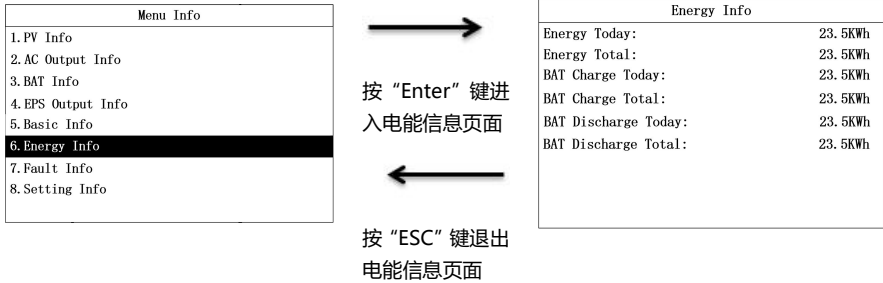 Menu Info
1.PV Info
2.AC Output Info
3.BAT Info
4.EPS Output Info
5.Basic Info
6.Energy Info
7.Fault Info
8.Setting Info
按“Enter”键进
入电能信息页面
按“ESC”键退出
电能信息页面
Energy Info
Energy Today: 23.5KWh
Energy Total: 23.5KWh
BAT Charge Today: 23.5KWh
BAT Charge Total: 23.5KWh
BAT Discharge Today: 23.5KWh
BAT Discharge Total: 23.5KWh